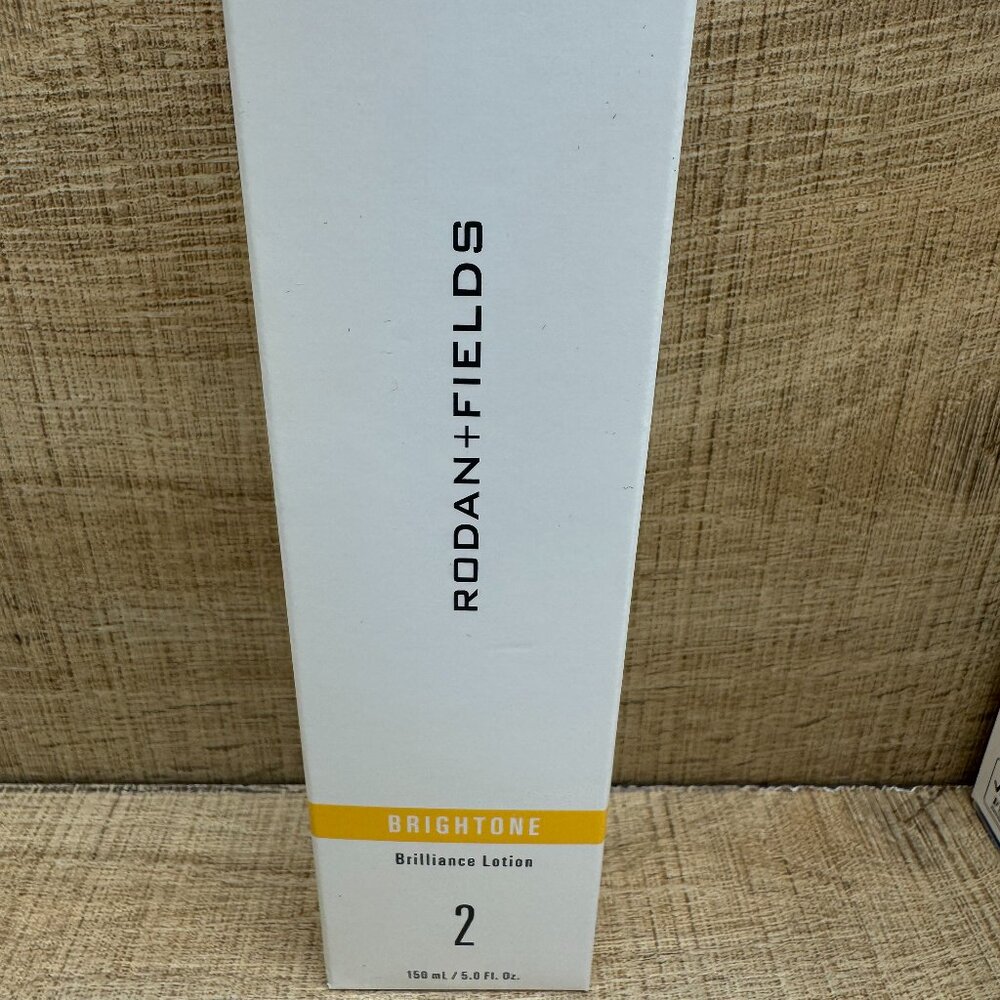 RODAN+FIELDS
BRIGHTONE
Brilliance Lotion
2
150 mL / 5.0 Fl. Oz.